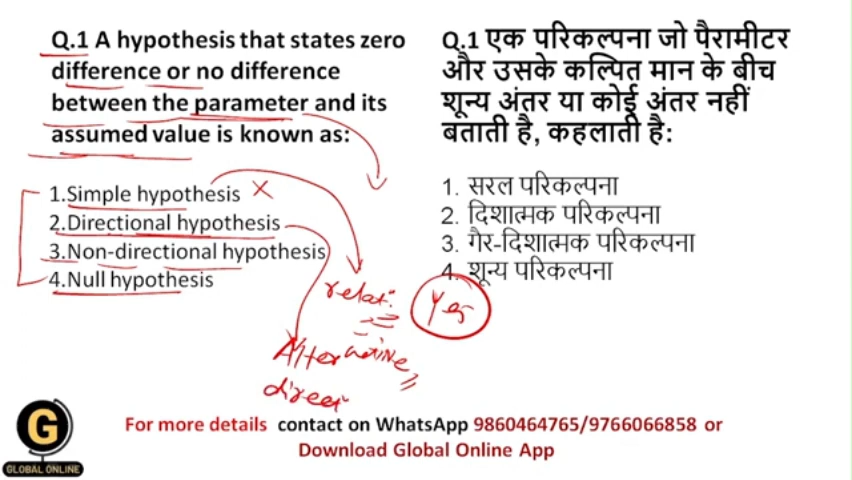 Q.1 A hypothesis that states zero
difference or no difference
between the parameter and its
assumed value is known as:
1.Simple hypothesis
2.Directional hypothesis
3.Non-directional hypothesis
4.Null hypothesis
Q.1 एक परिकल्पना जो पैरामीटर
और उसके कल्पित मान के बीच
शून्य अंतर या कोई अंतर नहीं
बताती है, कहलाती है:
1. सरल परिकल्पना
2. दिशात्मक परिकल्पना
3. गैर-दिशात्मक परिकल्पना
4. शून्य परिकल्पना
relati
Yes
Alternative
direct
G
GLOBAL ONLINE
For more details contact on WhatsApp 9860464765/9766066858 or
Download Global Online App